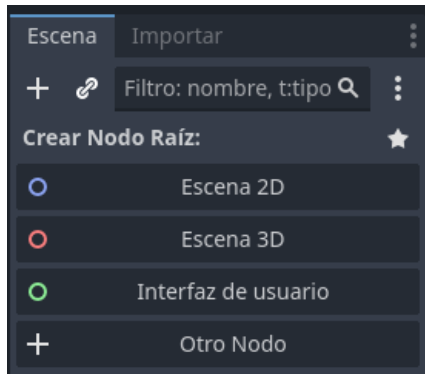 Escena Importar
Filtro: nombre, t:tipo
Crear Nodo Raíz:
Escena 2D
Escena 3D
Interfaz de usuario
Otro Nodo